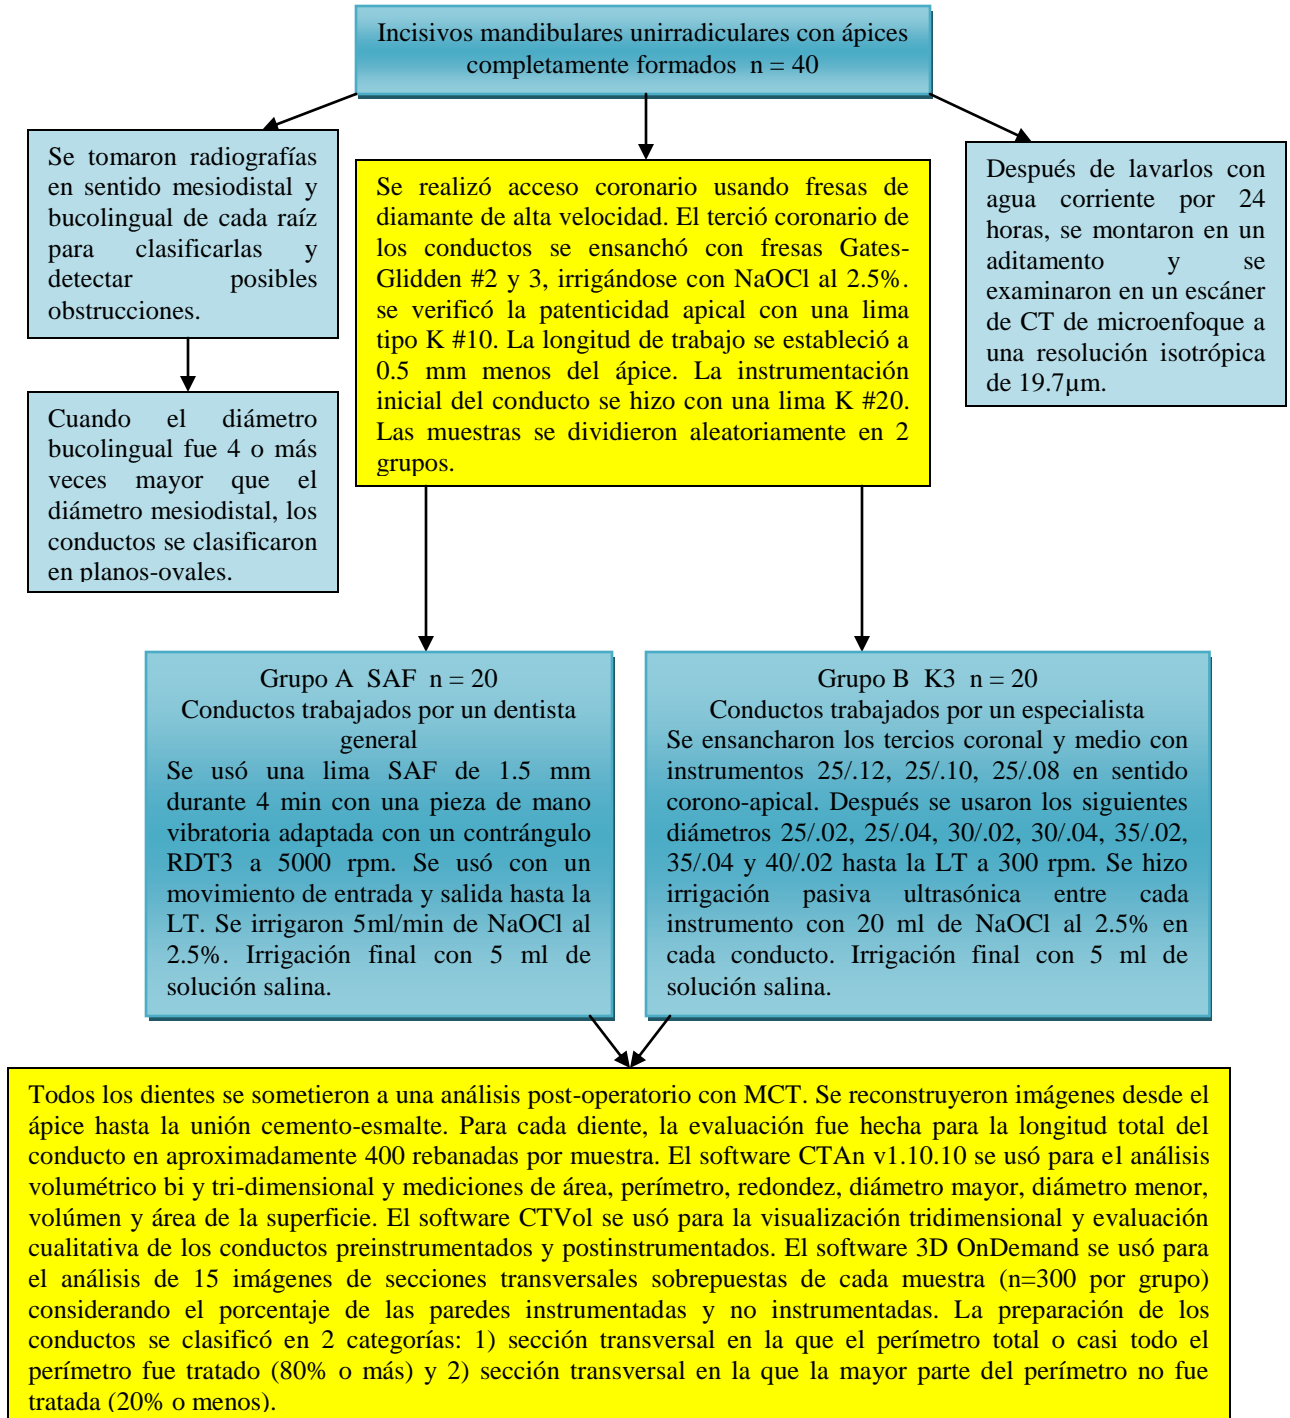 Incisivos mandibulares unirradiculares con ápices
completamente formados n = 40
Se tomaron radiografías
en sentido mesiodistal y
bucolingual de cada raíz
para clasificarlas y
detectar posibles
obstrucciones.
Cuando el diámetro
bucolingual fue 4 o más
veces mayor que el
diámetro mesiodistal, los
conductos se clasificaron
en planos-ovales.
Se realizó acceso coronario usando fresas de
diamante de alta velocidad. El terció coronario de
los conductos se ensanchó con fresas Gates-
Glidden #2 y 3, irrigándose con NaOCl al 2.5%.
se verificó la patenticidad apical con una lima
tipo K #10. La longitud de trabajo se estableció a
0.5 mm menos del ápice. La instrumentación
inicial del conducto se hizo con una lima K #20.
Las muestras se dividieron aleatoriamente en 2
grupos.
Después de lavarlos con
agua corriente por 24
horas, se montaron en un
aditamento y se
examinaron en un escáner
de CT de microenfoque a
una resolución isotrópica
de 19.7µm.
Grupo A SAF n = 20
Conductos trabajados por un dentista
general
Se usó una lima SAF de 1.5 mm
durante 4 min con una pieza de mano
vibratoria adaptada con un contrángulo
RDT3 a 5000 rpm. Se usó con un
movimiento de entrada y salida hasta la
LT. Se irrigaron 5ml/min de NaOCl al
2.5%. Irrigación final con 5 ml de
solución salina.
Grupo B K3 n = 20
Conductos trabajados por un especialista
Se ensancharon los tercios coronal y medio con
instrumentos 25/.12, 25/.10, 25/.08 en sentido
corono-apical. Después se usaron los siguientes
diámetros 25/.02, 25/.04, 30/.02, 30/.04, 35/.02,
35/.04 y 40/.02 hasta la LT a 300 rpm. Se hizo
irrigación pasiva ultrasónica entre cada
instrumento con 20 ml de NaOCl al 2.5% en
cada conducto. Irrigación final con 5 ml de
solución salina.
Todos los dientes se sometieron a una análisis post-operatorio con MCT. Se reconstruyeron imágenes desde el
ápice hasta la unión cemento-esmalte. Para cada diente, la evaluación fue hecha para la longitud total del
conducto en aproximadamente 400 rebanadas por muestra. El software CTAn v1.10.10 se usó para el análisis
volumétrico bi y tri-dimensional y mediciones de área, perímetro, redondez, diámetro mayor, diámetro menor,
volúmen y área de la superficie. El software CTVol se usó para la visualización tridimensional y evaluación
cualitativa de los conductos preinstrumentados y postinstrumentados. El software 3D OnDemand se usó para
el análisis de 15 imágenes de secciones transversales sobrepuestas de cada muestra (n=300 por grupo)
considerando el porcentaje de las paredes instrumentadas y no instrumentadas. La preparación de los
conductos se clasificó en 2 categorías: 1) sección transversal en la que el perímetro total o casi todo el
perímetro fue tratado (80% o más) y 2) sección transversal en la que la mayor parte del perímetro no fue
tratada (20% o menos).